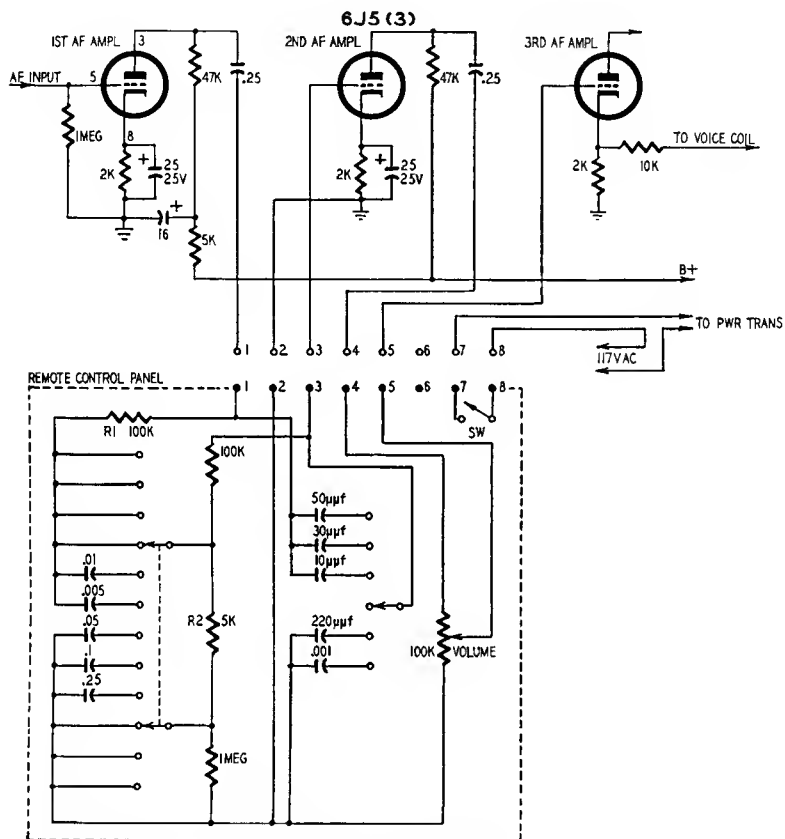 6J5 (3)
1ST AF AMPL
3
2ND AF AMPL
3RD AF AMPL
AF INPUT
5
47K
.25
47K
.25
1MEG
8
2K
+
25
25V
2K
+
25
25V
2K
10K
TO VOICE COIL
16
+
5K
B+
TO PWR TRANS
117VAC
1
2
3
4
5
6
7
8
REMOTE CONTROL PANEL
1
2
3
4
5
6
7
8
SW
R1 100K
100K
50µµf
30µµf
10µµf
.01
.005
.05
.1
.25
R2
5K
220µµf
.001
100K
VOLUME
1MEG